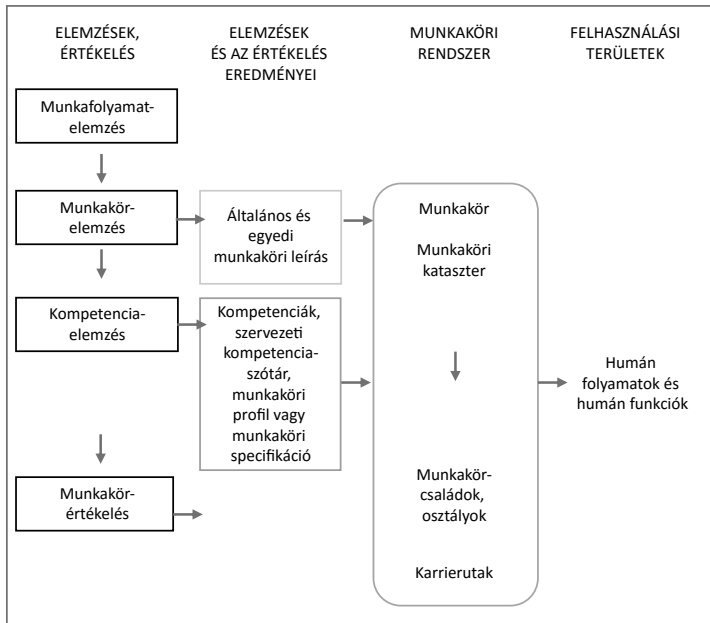 ELEMZÉSEK,
ÉRTÉKELÉS
ELEMZÉSEK
ÉS AZ ÉRTÉKELÉS
EREDMÉNYEI
MUNKAKÖRI
RENDSZER
FELHASZNÁLÁSI
TERÜLETEK
Munkafolyamat-
elemzés
Munkakör-
elemzés
Általános és
egyedi
munkaköri leírás
Munkakör
Munkaköri
kataszter
Kompetencia-
elemzés
Kompetenciák,
szervezeti
kompetencia-
szótár,
munkaköri
profil vagy
munkaköri
specifikáció
Humán
folyamatok és
humán funkciók
Munkakör-
értékelés
Munkakör-
családok,
osztályok
Karrierutak